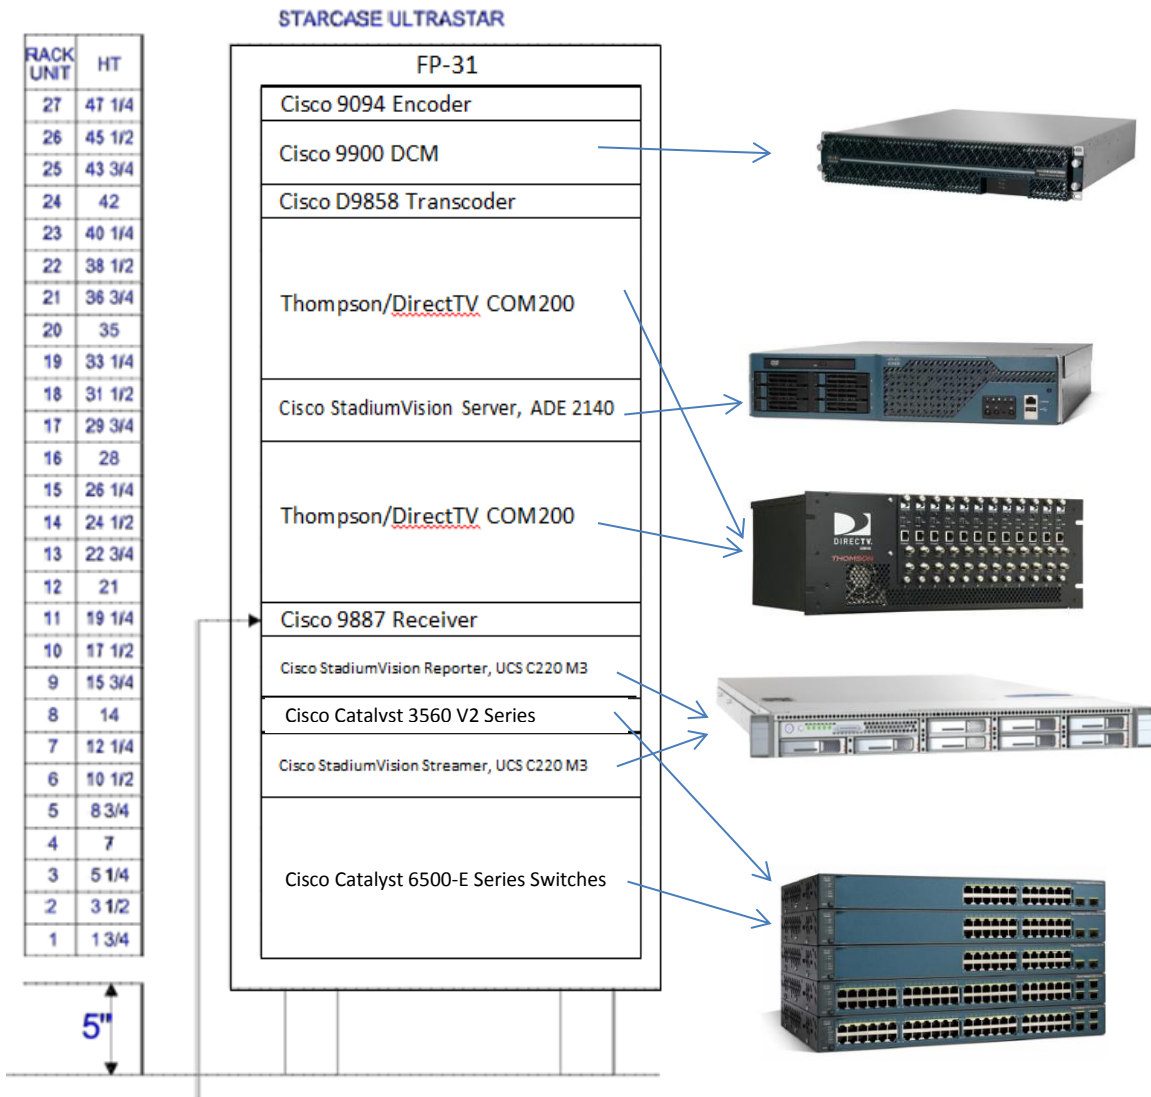 STARCASE ULTRASTAR
RACK UNIT HT
27 47 1/4
26 45 1/2
25 43 3/4
24 42
23 40 1/4
22 38 1/2
21 36 3/4
20 35
19 33 1/4
18 31 1/2
17 29 3/4
16 28
15 26 1/4
14 24 1/2
13 22 3/4
12 21
11 19 1/4
10 17 1/2
9 15 3/4
8 14
7 12 1/4
6 10 1/2
5 8 3/4
4 7
3 5 1/4
2 3 1/2
1 1 3/4
5"
FP-31
Cisco 9094 Encoder
Cisco 9900 DCM
Cisco D9858 Transcoder
Thompson/DirectTV COM200
Cisco StadiumVision Server, ADE 2140
Thompson/DirectTV COM200
Cisco 9887 Receiver
Cisco StadiumVision Reporter, UCS C220 M3
Cisco Catalyst 3560 V2 Series
Cisco StadiumVision Streamer, UCS C220 M3
Cisco Catalyst 6500-E Series Switches
DIRECTV.
THOMSON